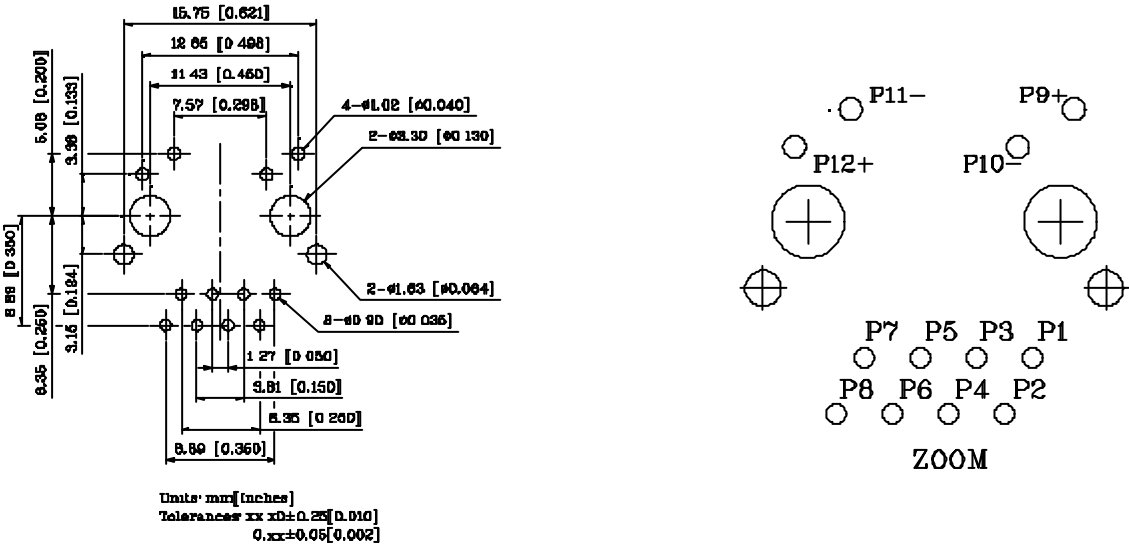 15.75 [0.621]
12 65 [0 498]
11 43 [0.450]
7.57 [0.298]
5.08 [0.200]
3.38 [0.133]
4-ø1.02 [ø0.040]
2-ø3.30 [ø0 130]
8 89 [0 350]
6.35 [0.250]
3.15 [0.124]
2-ø1.63 [ø0.064]
8-ø0 90 [ø0 035]
1 27 [0 050]
3.81 [0.150]
6.35 [0 250]
8.89 [0.350]
Units: mm[Inches]
Tolerances xx x0±0.25[0.010]
0.xx±0.05[0.002]
P11-
P9+
P12+
P10-
P7
P5
P3
P1
P8
P6
P4
P2
ZOOM